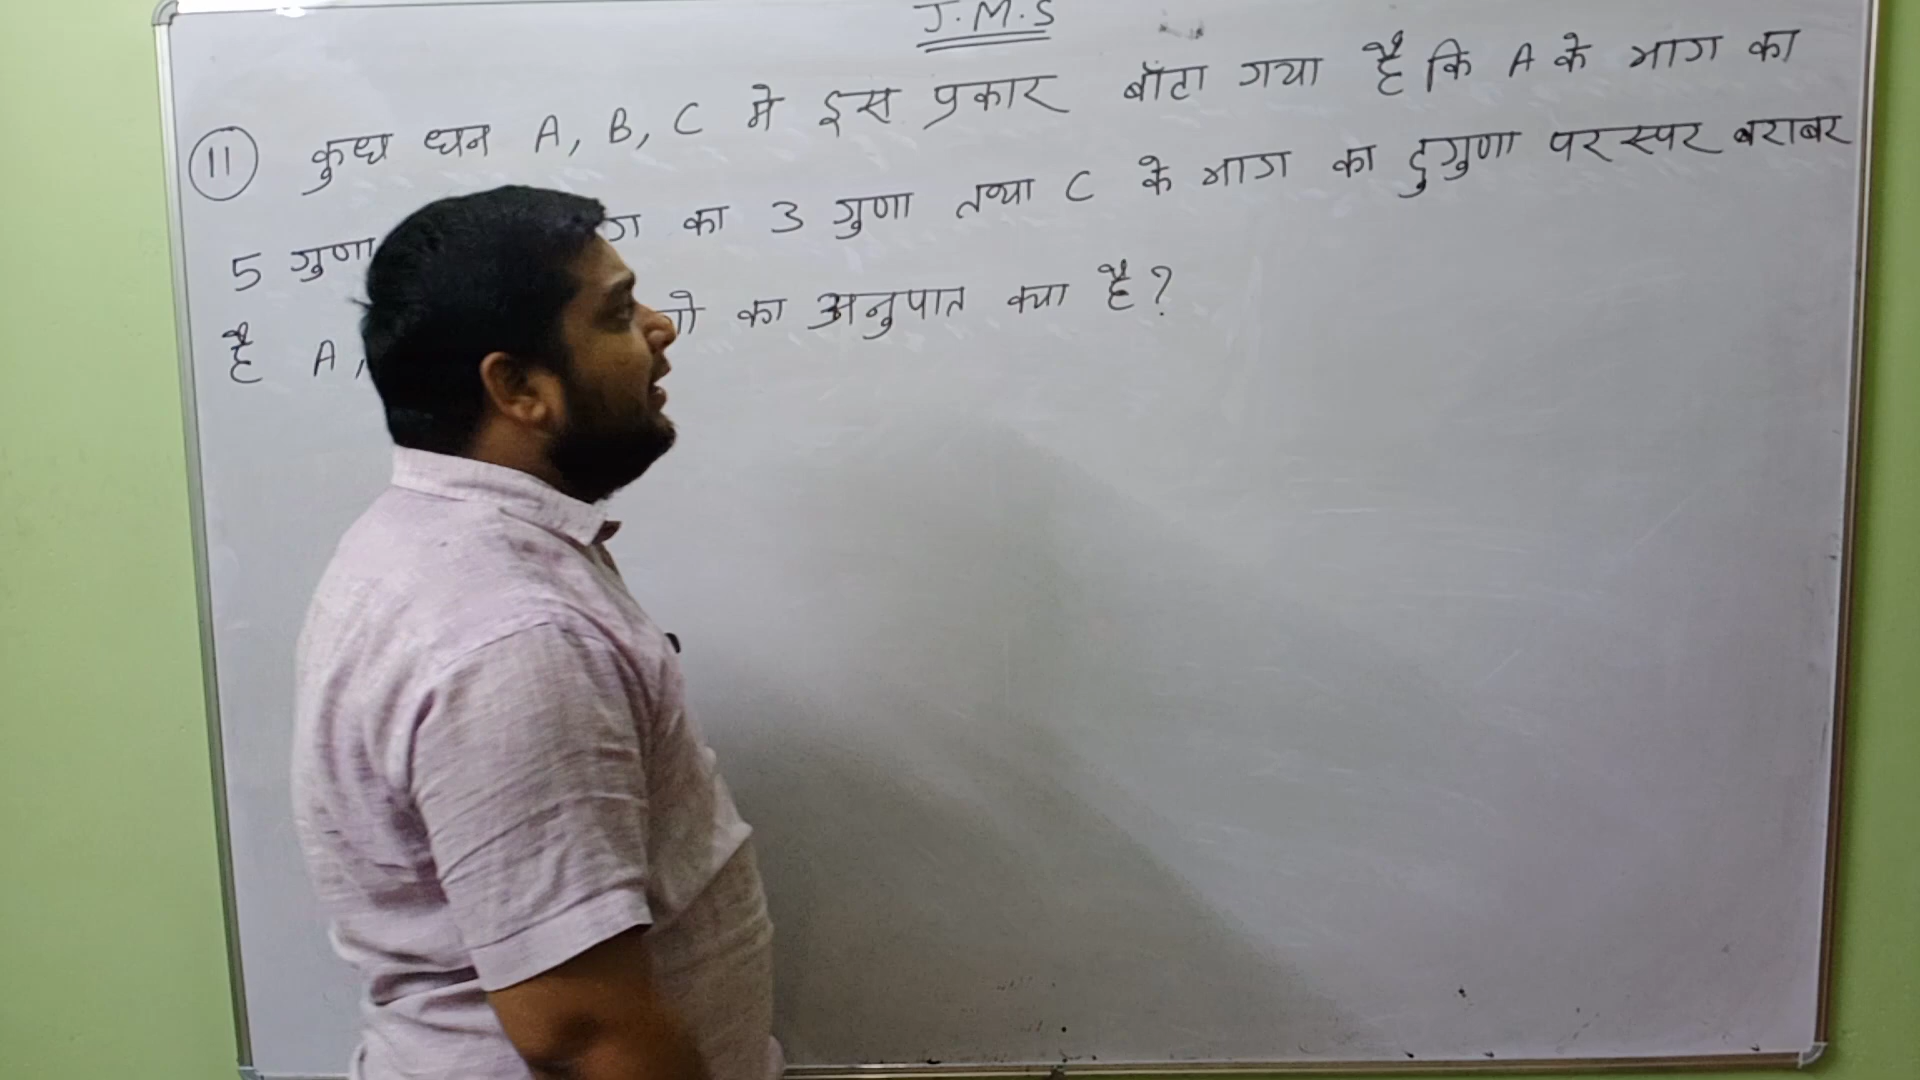 J.M.S
11 कुछ धन A, B, C मे इस प्रकार बाँटा गया है कि A के भाग का
5 गुणा का 3 गुणा तथा C के भाग का दुगुणा परस्पर बराबर
है A, का अनुपात क्या है?